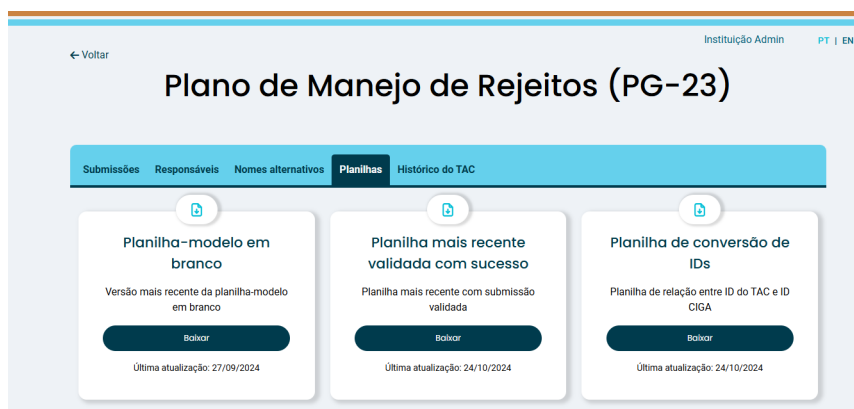 Instituição Admin
PT | EN
← Voltar
Plano de Manejo de Rejeitos (PG-23)
Submissões Responsáveis Nomes alternativos Planilhas Histórico do TAC
Planilha-modelo em
branco
Versão mais recente da planilha-modelo
em branco
Baixar
Última atualização: 27/09/2024
Planilha mais recente
validada com sucesso
Planilha mais recente com submissão
validada
Baixar
Última atualização: 24/10/2024
Planilha de conversão de
IDs
Planilha de relação entre ID do TAC e ID
CIGA
Baixar
Última atualização: 24/10/2024